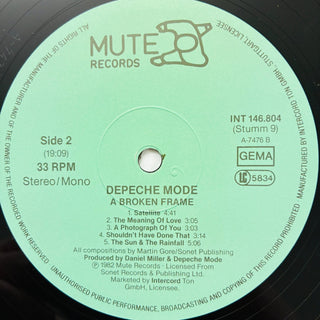 MUTE
RECORDS
ALL RIGHTS OF THE MANUFACTURER AND OF THE OWNER OF THE RECORDED WORK RESERVED
UNAUTHORISED PUBLIC PERFORMANCE, BROADCASTING AND COPYING OF THIS RECORD PROHIBITED
MANUFACTURED BY INTERCORD TON GMBH, STUTTGART LICENSEE
Side 2
(19:09)
33 RPM
Stereo/Mono
INT 146.804
(Stumm 9)
A-7476 B
GEMA
LC 5834
DEPECHE MODE
A BROKEN FRAME
1. Satellite 4:41
2. The Meaning Of Love 3:05
3. A Photograph Of You 3:05
4. Shouldn't Have Done That 3:14
5. The Sun & The Rainfall 5:06
All compositions by Martin Gore/Sonet Publishing
Produced by Daniel Miller & Depeche Mode
℗ 1982 Mute Records Licensed From
Sonet Records & Publishing Ltd.
Marketed by Intercord Ton
GmbH, Licensee.